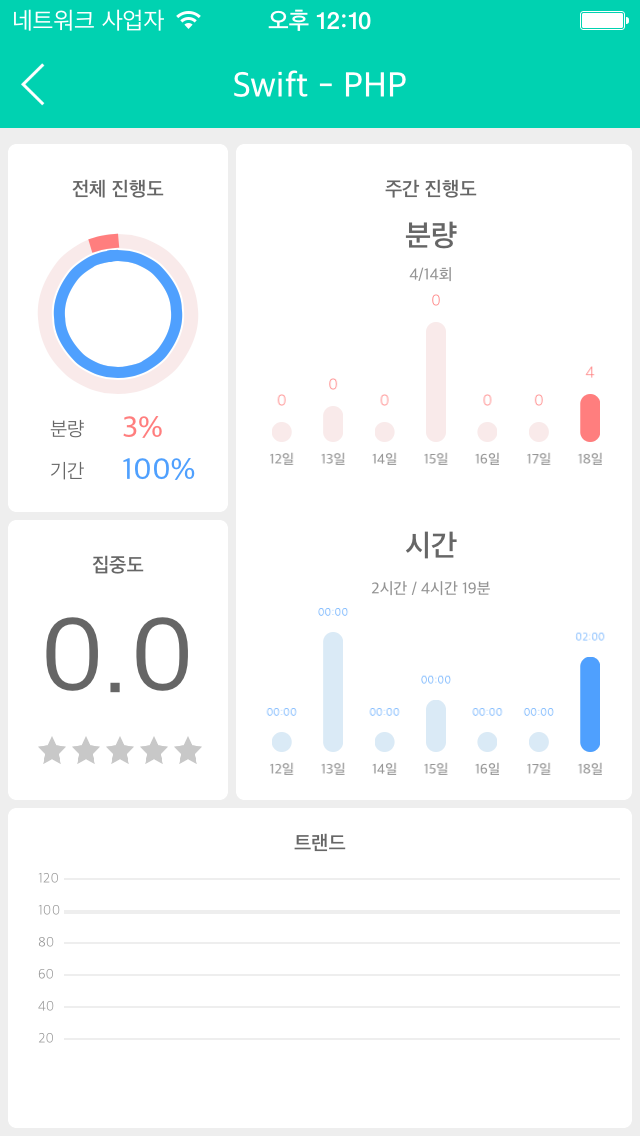 네트워크 사업자 오후 12:10
Swift - PHP
전체 진행도
분량 3%
기간 100%
집중도
0.0
주간 진행도
분량
4/14회
0 0 0 0 0 0 4
12일 13일 14일 15일 16일 17일 18일
시간
2시간 / 4시간 19분
00:00 00:00 00:00 00:00 00:00 00:00 02:00
12일 13일 14일 15일 16일 17일 18일
트랜드
120
100
80
60
40
20